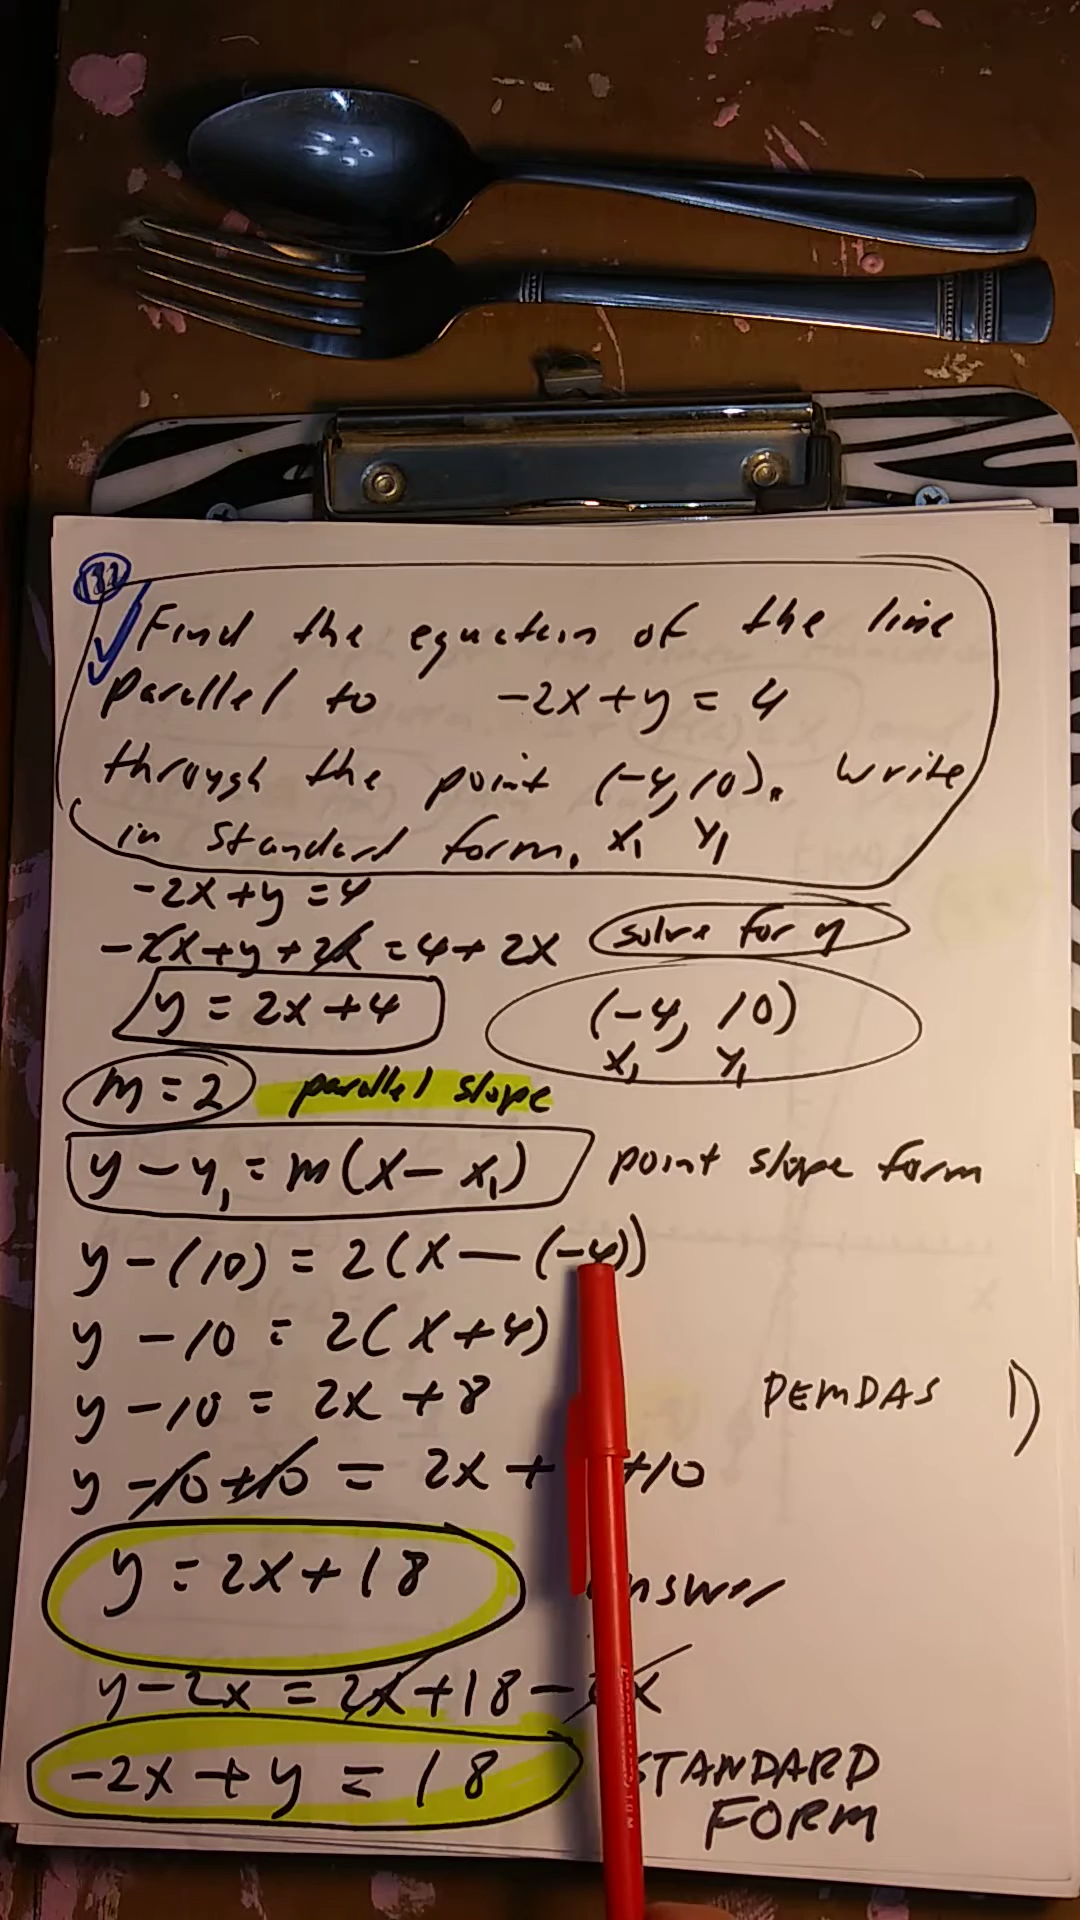 Find the equation of the line
parallel to -2x+y = 4
through the point (-4,10). Write
in standard form. x₁ y₁
-2x+y=4
-2x+y+2x=4+2x solve for y
y = 2x+4 (-4, 10)
x₁ y₁
m=2 parallel slope
y-y₁=m(x-x₁) point slope form
y-(10)=2(x-(-4))
y-10=2(x+4)
y-10=2x+8 PEMDAS 1)
y-10+10=2x+ +10
y=2x+18
y-2x=2x+18-2x
-2x+y=18 STANDARD
FORM